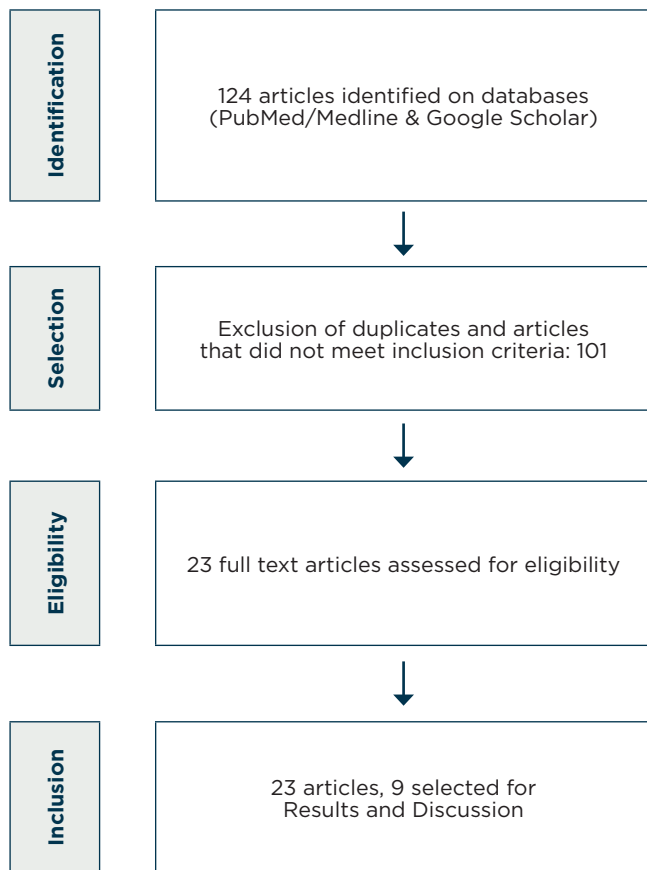 Identification
124 articles identified on databases
(PubMed/Medline & Google Scholar)
Selection
Exclusion of duplicates and articles
that did not meet inclusion criteria: 101
Eligibility
23 full text articles assessed for eligibility
Inclusion
23 articles, 9 selected for
Results and Discussion